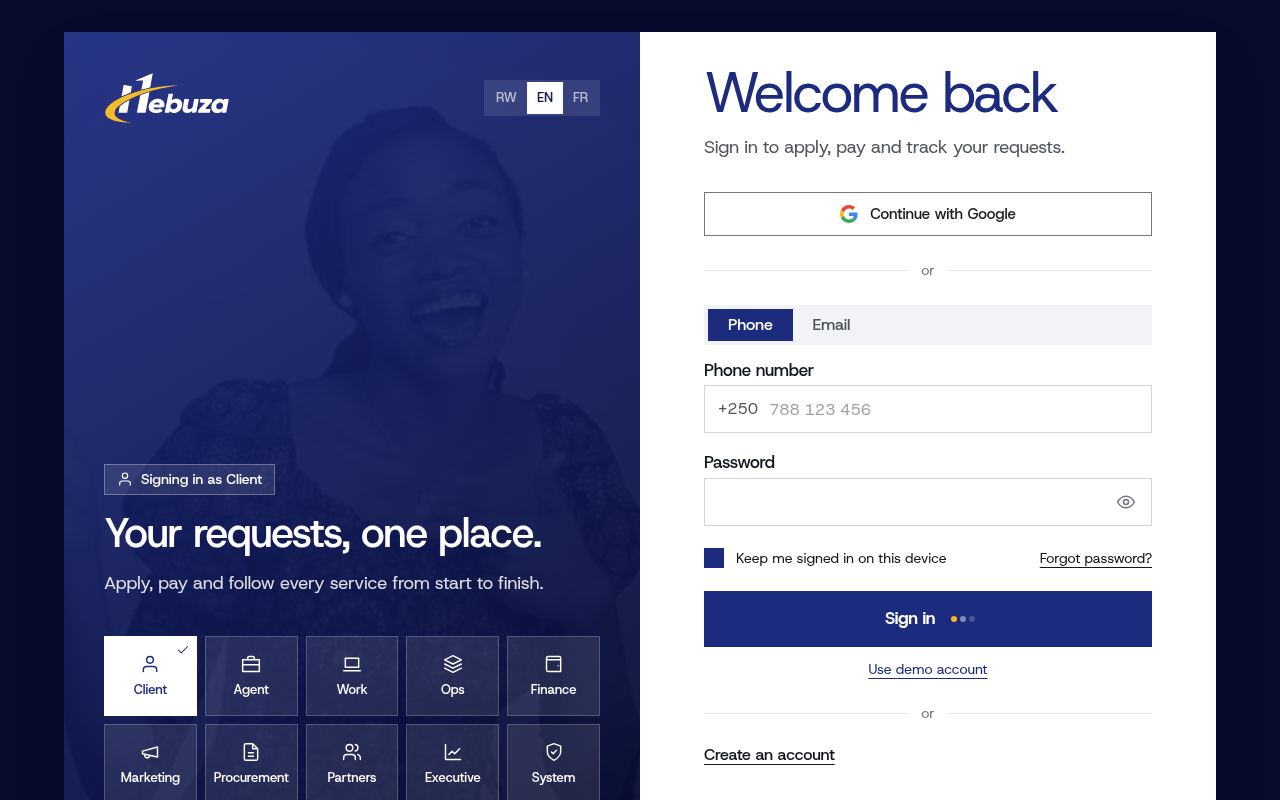 Hebuza
RW EN FR
Signing in as Client
Your requests, one place.
Apply, pay and follow every service from start to finish.
Client Agent Work Ops Finance
Marketing Procurement Partners Executive System
Welcome back
Sign in to apply, pay and track your requests.
Continue with Google
or
Phone Email
Phone number
+250 788 123 456
Password
Keep me signed in on this device Forgot password?
Sign in
Use demo account
or
Create an account